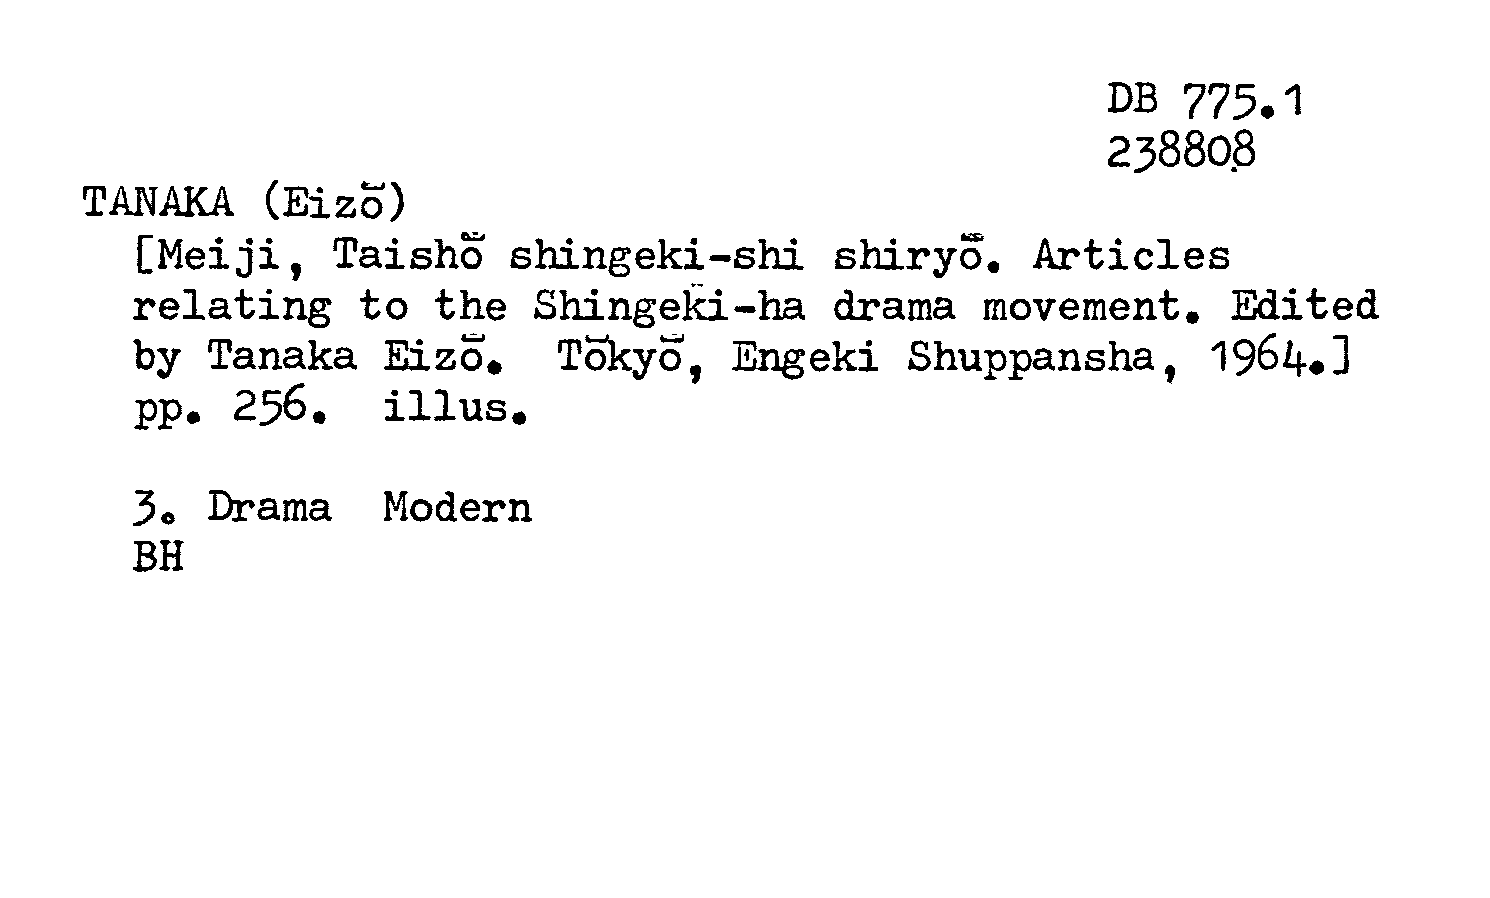 DB 775.1
238808
TANAKA (Eizō)
[Meiji, Taishō shingeki-shi shiryō. Articles
relating to the Shingeki-ha drama movement. Edited
by Tanaka Eizō. Tōkyō, Engeki Shuppansha, 1964.]
pp. 256. illus.
3. Drama Modern
BH